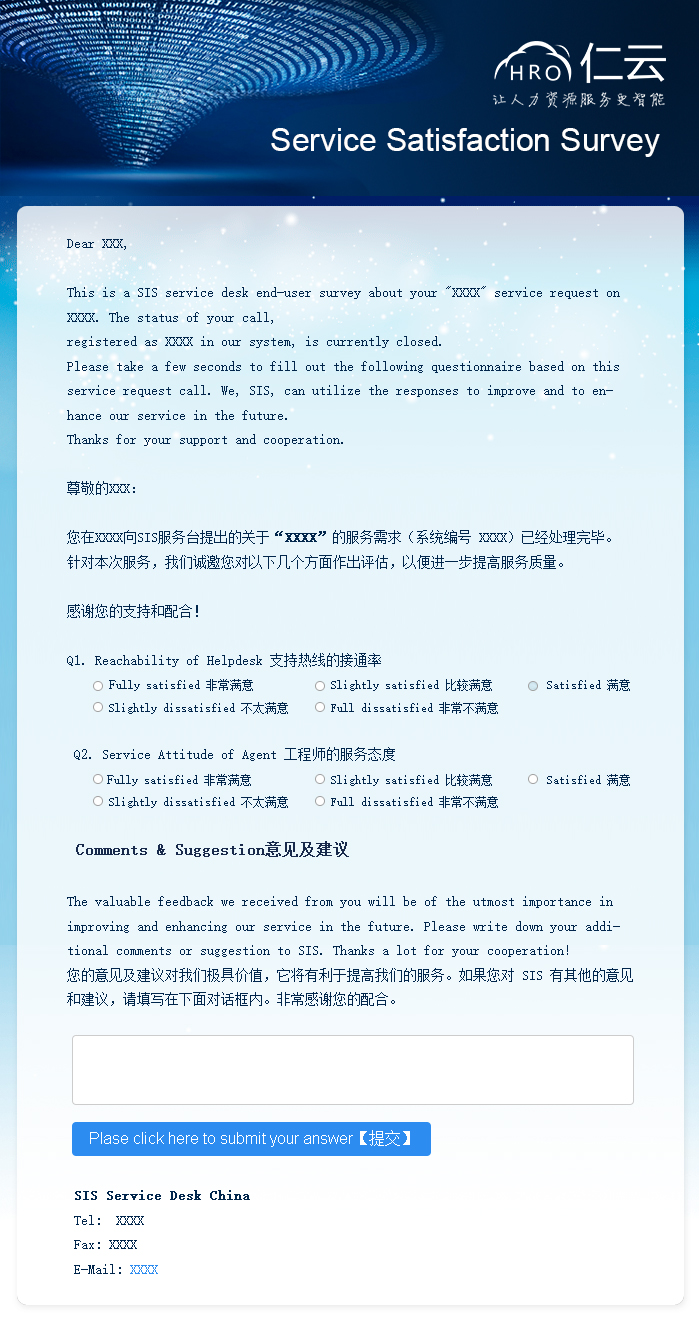 HRO 仁云
让人力资源服务更智能
Service Satisfaction Survey
Dear XXX,
This is a SIS service desk end-user survey about your "XXXX" service request on
XXXX. The status of your call,
registered as XXXX in our system, is currently closed.
Please take a few seconds to fill out the following questionnaire based on this
service request call. We, SIS, can utilize the responses to improve and to en-
hance our service in the future.
Thanks for your support and cooperation.
尊敬的XXX:
您在XXXX向SIS服务台提出的关于“XXXX”的服务需求（系统编号 XXXX）已经处理完毕。
针对本次服务，我们诚邀您对以下几个方面作出评估，以便进一步提高服务质量。
感谢您的支持和配合！
Q1. Reachability of Helpdesk 支持热线的接通率
Fully satisfied 非常满意 Slightly satisfied 比较满意 Satisfied 满意
Slightly dissatisfied 不太满意 Full dissatisfied 非常不满意
Q2. Service Attitude of Agent 工程师的服务态度
Fully satisfied 非常满意 Slightly satisfied 比较满意 Satisfied 满意
Slightly dissatisfied 不太满意 Full dissatisfied 非常不满意
Comments & Suggestion意见及建议
The valuable feedback we received from you will be of the utmost importance in
improving and enhancing our service in the future. Please write down your addi-
tional comments or suggestion to SIS. Thanks a lot for your cooperation!
您的意见及建议对我们极具价值，它将有利于提高我们的服务。如果您对 SIS 有其他的意见
和建议，请填写在下面对话框内。非常感谢您的配合。
Plase click here to submit your answer【提交】
SIS Service Desk China
Tel: XXXX
Fax: XXXX
E-Mail: XXXX